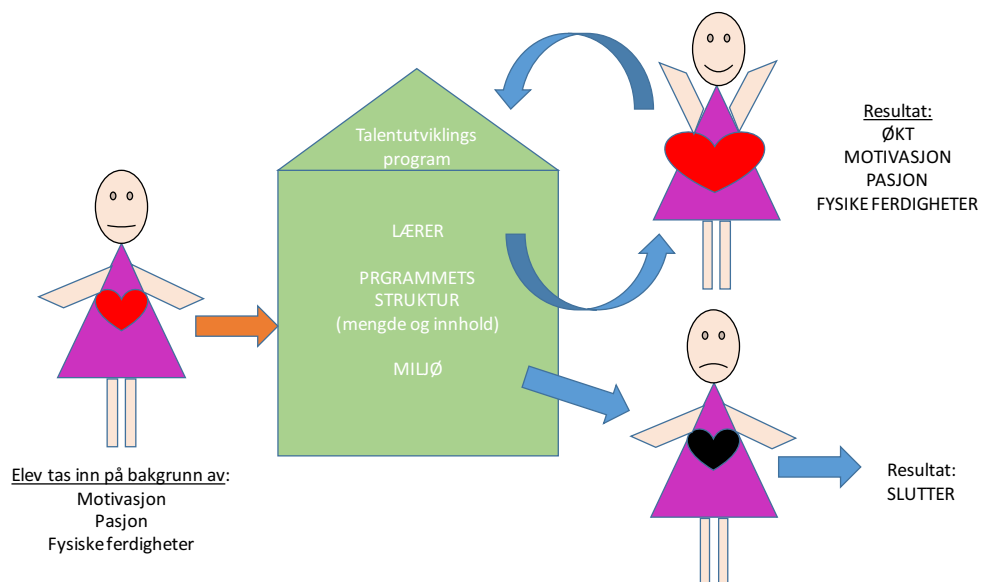 Talentutviklings
program
LÆRER
PRGRAMMETS
STRUKTUR
(mengde og innhold)
MILJØ
Elev tas inn på bakgrunn av:
Motivasjon
Pasjon
Fysiske ferdigheter
Resultat:
ØKT
MOTIVASJON
PASJON
FYSIKE FERDIGHETER
Resultat:
SLUTTER